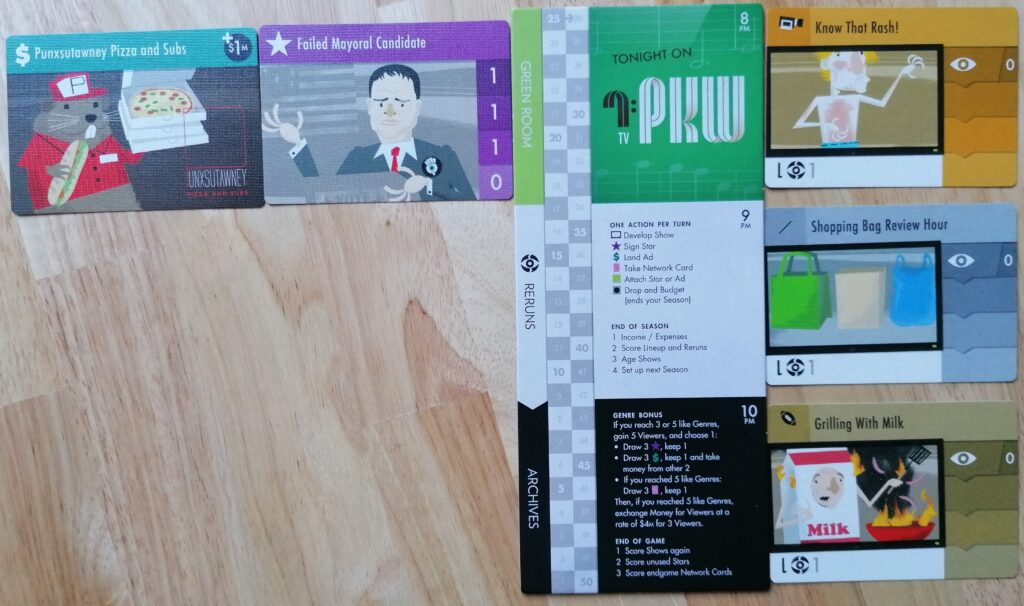 $ Punxsutawney Pizza and Subs
+$1M
P
UNXSUTAWNEY
PIZZA AND SUBS
Failed Mayoral Candidate
1
1
1
0
GREEN ROOM
RERUNS
ARCHIVES
25
30
20
35
15
40
10
45
5
50
8
PM
TONIGHT ON
TV PKW
9
PM
ONE ACTION PER TURN
Develop Show
Sign Star
$ Land Ad
Take Network Card
Attach Star or Ad
Drop and Budget
(ends your Season)
END OF SEASON
1 Income / Expenses
2 Score Lineup and Reruns
3 Age Shows
4 Set up next Season
10
PM
GENRE BONUS
If you reach 3 or 5 like Genres,
gain 5 Viewers, and choose 1:
• Draw 3 ★, keep 1
• Draw 3 $, keep 1 and take
money from other 2
• If you reached 5 like Genres:
Draw 3 , keep 1
Then, if you reached 5 like Genres,
exchange Money for Viewers at a
rate of $4M for 3 Viewers.
END OF GAME
1 Score Shows again
2 Score unused Stars
3 Score endgame Network Cards
Know That Rash!
0
L 1
Shopping Bag Review Hour
0
L 1
Grilling With Milk
0
Milk
L 1